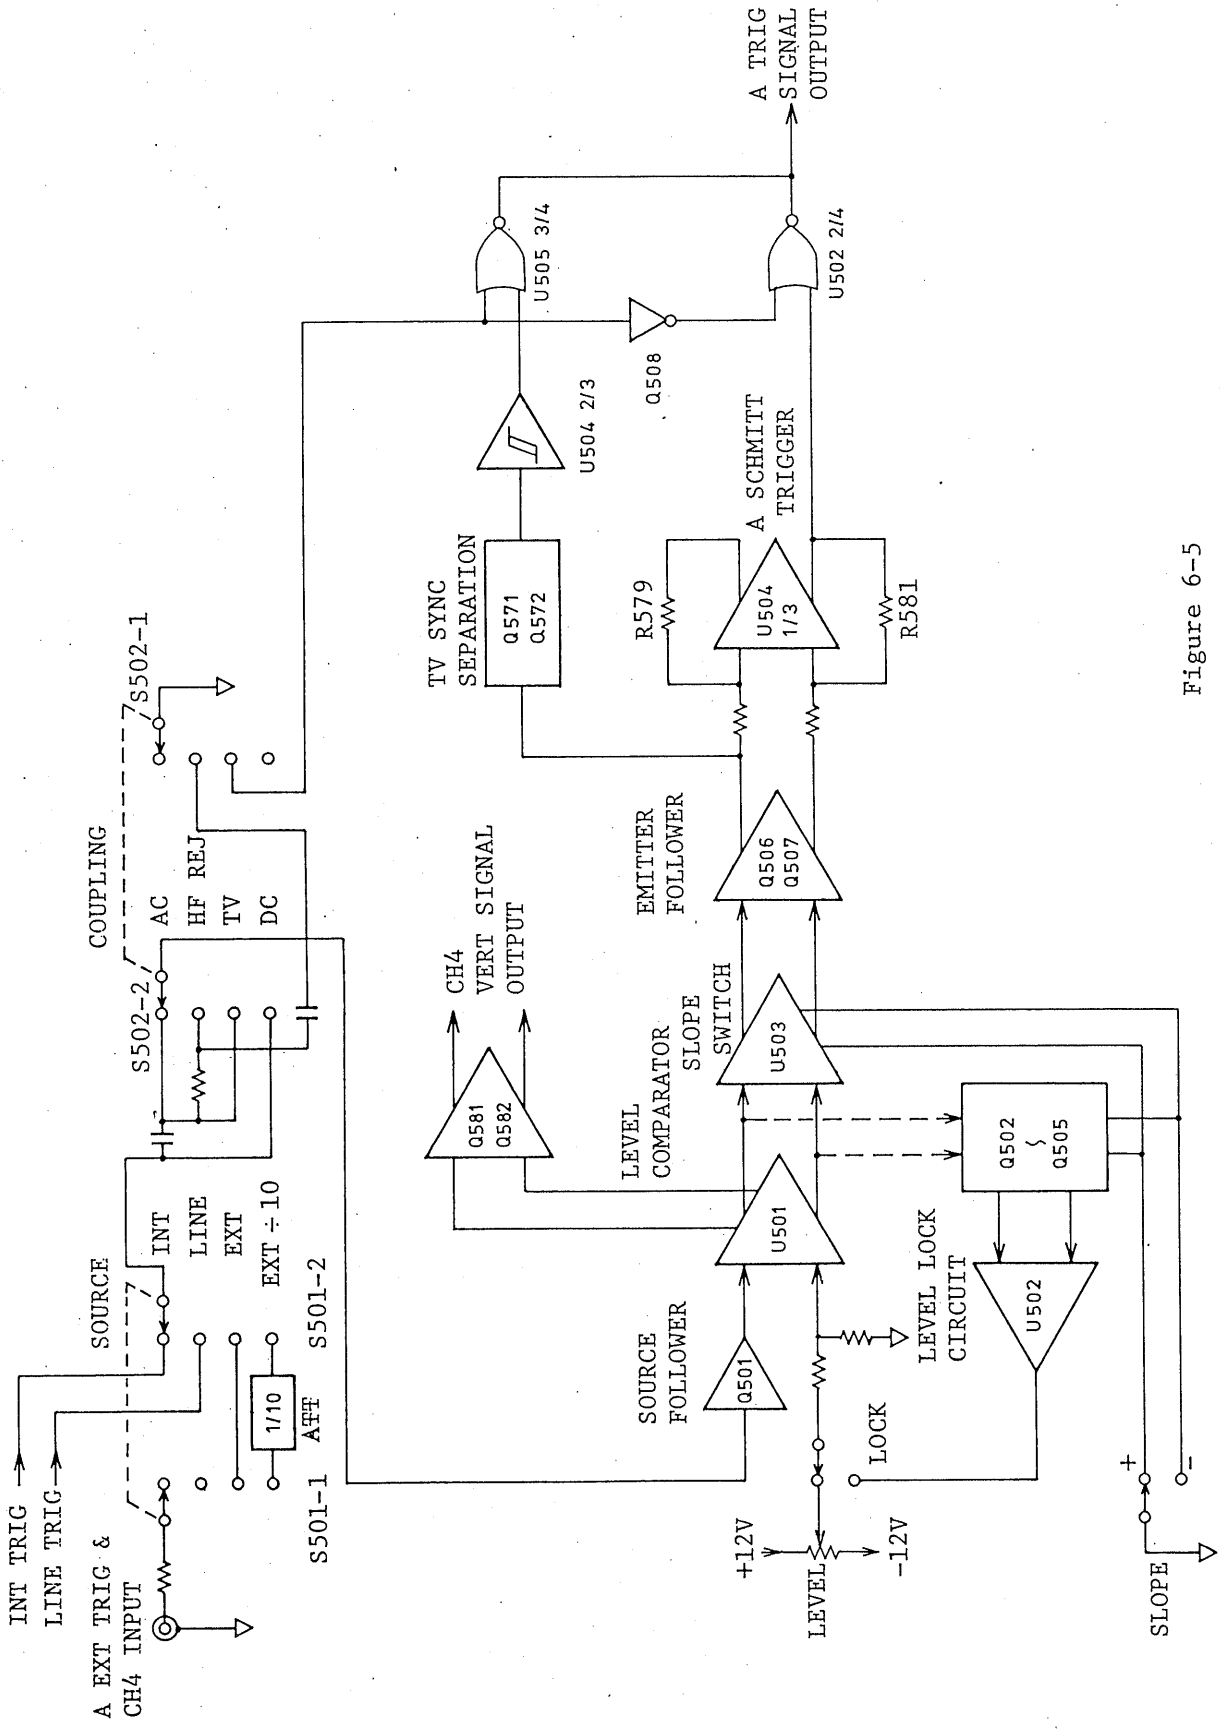 INT TRIG
LINE TRIG
A EXT TRIG &
CH4 INPUT
S501-1
SOURCE
INT
LINE
EXT
EXT ÷ 10
1/10
ATT
S501-2
COUPLING
S502-2
AC
HF REJ
TV
DC
S502-1
+12V
LEVEL
-12V
LOCK
SOURCE
FOLLOWER
Q501
LEVEL LOCK
CIRCUIT
U502
LEVEL
COMPARATOR
U501
Q581
Q582
CH4
VERT SIGNAL
OUTPUT
SLOPE
SWITCH
U503
Q502
~
Q505
SLOPE
+
-
EMITTER
FOLLOWER
Q506
Q507
TV SYNC
SEPARATION
Q571
Q572
R579
U504
1/3
R581
A SCHMITT
TRIGGER
U504 2/3
Q508
U505 3/4
U502 2/4
A TRIG
SIGNAL
OUTPUT
Figure 6-5